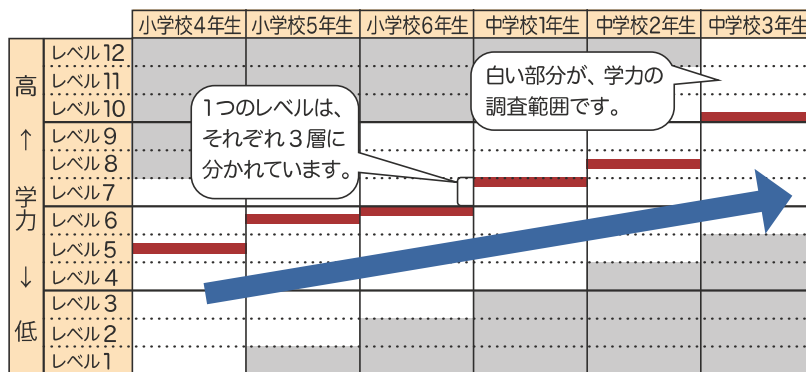 小学校4年生 小学校5年生 小学校6年生 中学校1年生 中学校2年生 中学校3年生
高
↑
学力
↓
低
レベル12
レベル11
レベル10
レベル9
レベル8
レベル7
レベル6
レベル5
レベル4
レベル3
レベル2
レベル1
1つのレベルは、
それぞれ3層に
分かれています。
白い部分が、学力の
調査範囲です。